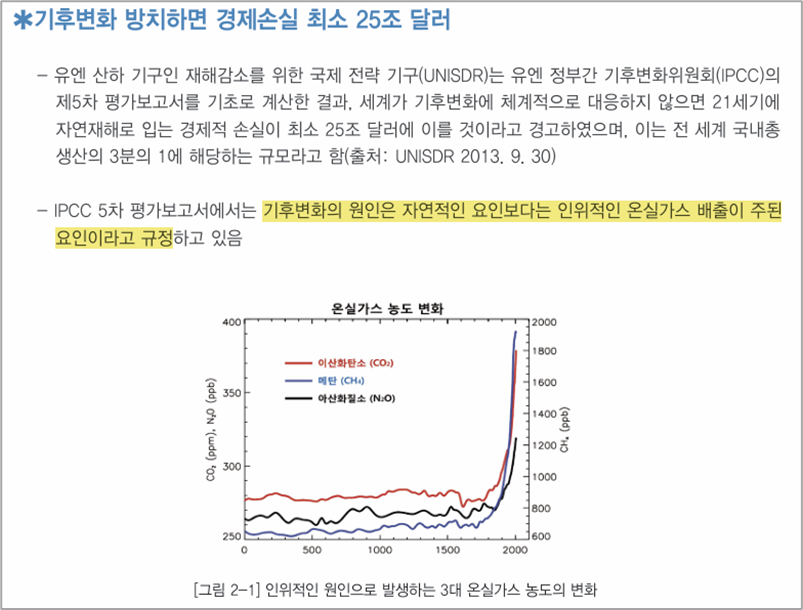 *기후변화 방치하면 경제손실 최소 25조 달러
- 유엔 산하 기구인 재해감소를 위한 국제 전략 기구(UNISDR)는 유엔 정부간 기후변화위원회(IPCC)의
제5차 평가보고서를 기초로 계산한 결과, 세계가 기후변화에 체계적으로 대응하지 않으면 21세기에
자연재해로 입는 경제적 손실이 최소 25조 달러에 이를 것이라고 경고하였으며, 이는 전 세계 국내총
생산의 3분의 1에 해당하는 규모라고 함(출처: UNISDR 2013. 9. 30)
- IPCC 5차 평가보고서에서는 기후변화의 원인은 자연적인 요인보다는 인위적인 온실가스 배출이 주된
요인이라고 규정하고 있음
온실가스 농도 변화
400
350
300
250
CO₂ (ppm), N₂O (ppb)
이산화탄소 (CO₂)
메탄 (CH₄)
아산화질소 (N₂O)
2000
1800
1600
1400
1200
1000
800
600
CH₄ (ppb)
0 500 1000 1500 2000
[그림 2-1] 인위적인 원인으로 발생하는 3대 온실가스 농도의 변화